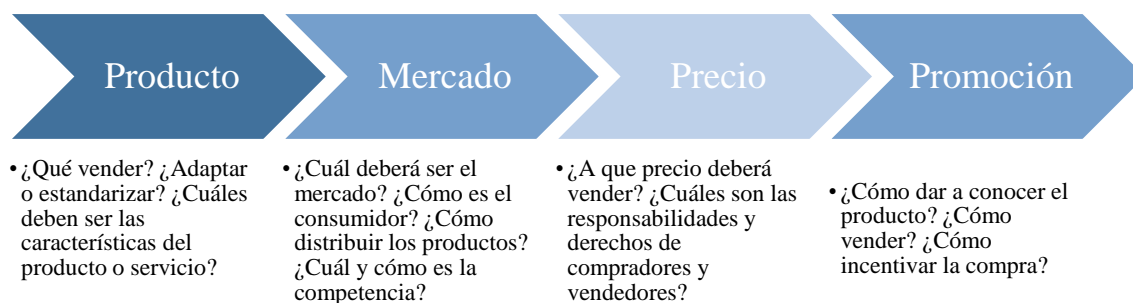 Producto
•¿Qué vender? ¿Adaptar
o estandarizar? ¿Cuáles
deben ser las
características del
producto o servicio?
Mercado
•¿Cuál deberá ser el
mercado? ¿Cómo es el
consumidor? ¿Cómo
distribuir los productos?
¿Cuál y cómo es la
competencia?
Precio
•¿A que precio deberá
vender? ¿Cuáles son las
responsabilidades y
derechos de
compradores y
vendedores?
Promoción
•¿Cómo dar a conocer el
producto? ¿Cómo
vender? ¿Cómo
incentivar la compra?